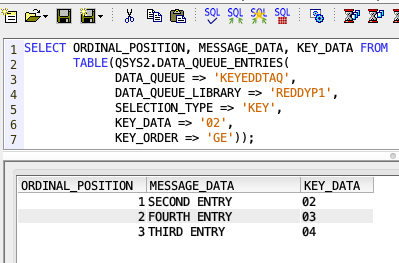 SQL SQL SQL SQL
1 SELECT ORDINAL_POSITION, MESSAGE_DATA, KEY_DATA FROM
2 TABLE(QSYS2.DATA_QUEUE_ENTRIES(
3 DATA_QUEUE => 'KEYEDDTAQ',
4 DATA_QUEUE_LIBRARY => 'REDDYP1',
5 SELECTION_TYPE => 'KEY',
6 KEY_DATA => '02',
7 KEY_ORDER => 'GE'));
ORDINAL_POSITION MESSAGE_DATA KEY_DATA
1 SECOND ENTRY 02
2 FOURTH ENTRY 03
3 THIRD ENTRY 04